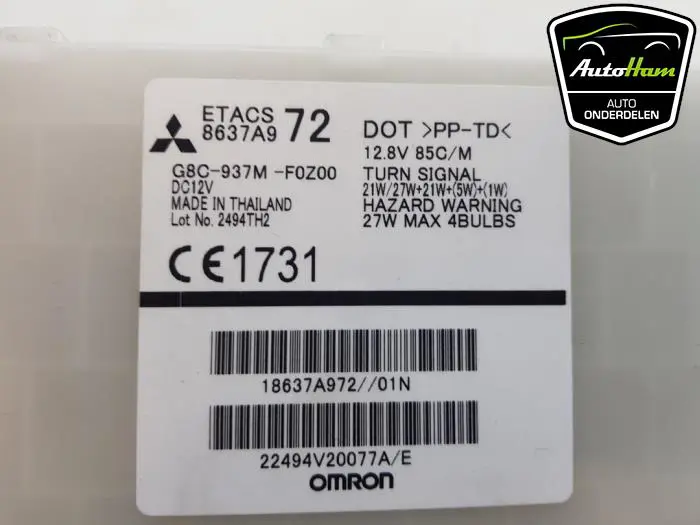 ETACS
8637A9 72
G8C-937M -F0Z00
DC12V
MADE IN THAILAND
Lot No. 2494TH2
DOT >PP-TD<
12.8V 85C/M
TURN SIGNAL
21W/27W+21W+(5W)+(1W)
HAZARD WARNING
27W MAX 4BULBS
CE1731
18637A972//01N
22494V20077A/E
OMRON
AutoHam
AUTO
ONDERDELEN